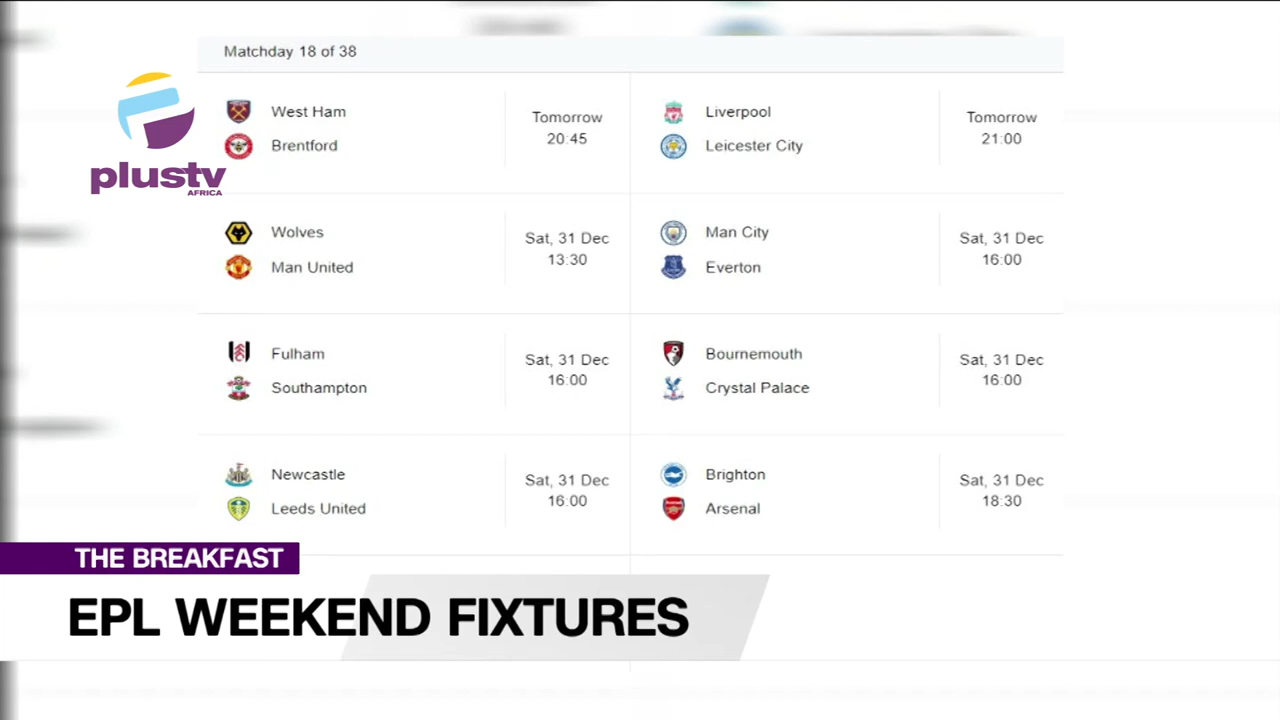 Matchday 18 of 38
plustv
AFRICA
West Ham
Brentford
Tomorrow
20:45
Liverpool
Leicester City
Tomorrow
21:00
Wolves
Man United
Sat, 31 Dec
13:30
Man City
Everton
Sat, 31 Dec
16:00
Fulham
Southampton
Sat, 31 Dec
16:00
Bournemouth
Crystal Palace
Sat, 31 Dec
16:00
Newcastle
Leeds United
Sat, 31 Dec
16:00
Brighton
Arsenal
Sat, 31 Dec
18:30
THE BREAKFAST
EPL WEEKEND FIXTURES